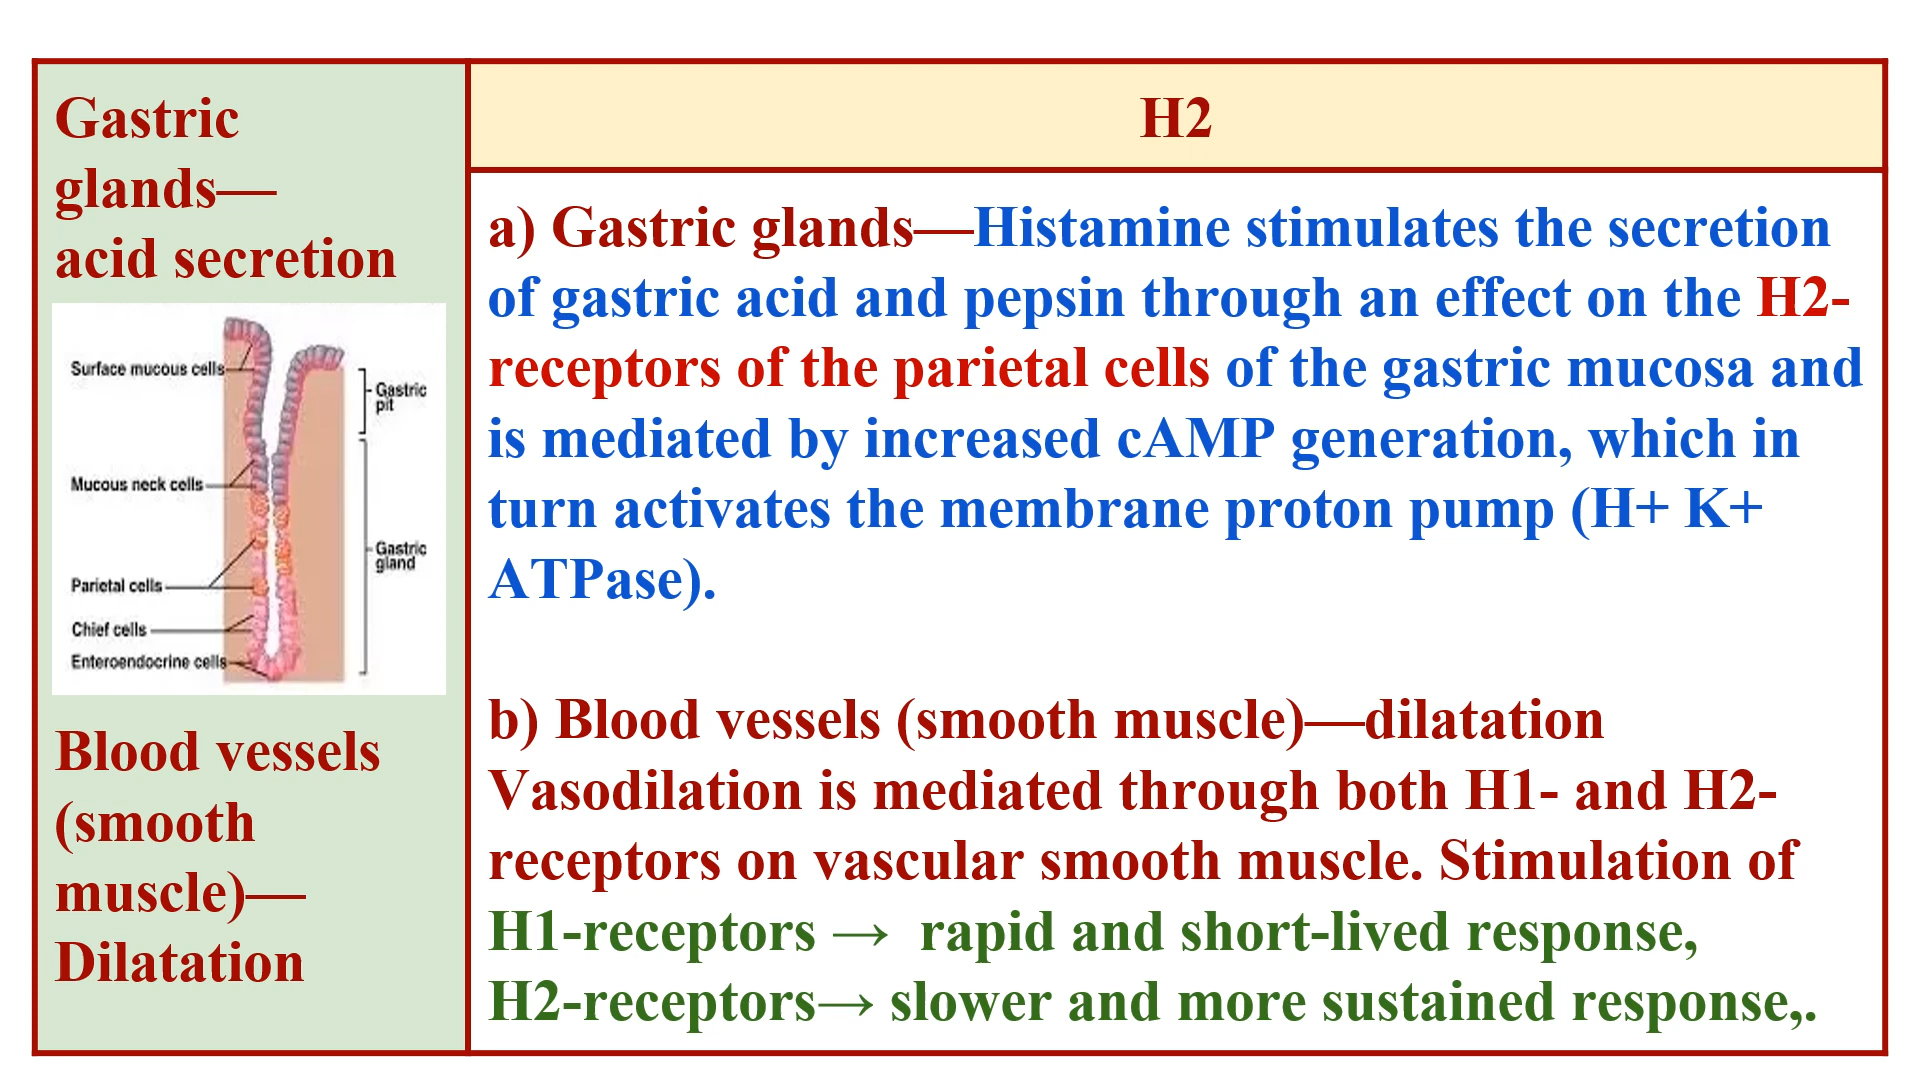 Gastric
glands—
acid secretion
Surface mucous cells
Gastric
pit
Mucous neck cells
Gastric
gland
Parietal cells
Chief cells
Enteroendocrine cells
Blood vessels
(smooth
muscle)—
Dilatation
H2
a) Gastric glands—Histamine stimulates the secretion
of gastric acid and pepsin through an effect on the H2-
receptors of the parietal cells of the gastric mucosa and
is mediated by increased cAMP generation, which in
turn activates the membrane proton pump (H+ K+
ATPase).
b) Blood vessels (smooth muscle)—dilatation
Vasodilation is mediated through both H1- and H2-
receptors on vascular smooth muscle. Stimulation of
H1-receptors → rapid and short-lived response,
H2-receptors→ slower and more sustained response,.